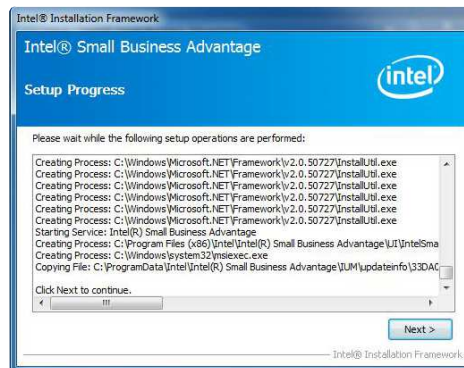 Intel® Installation Framework
Intel® Small Business Advantage
intel
Setup Progress
Please wait while the following setup operations are performed:
Creating Process: C:\Windows\Microsoft.NET\Framework\v2.0.50727\InstallUtil.exe
Creating Process: C:\Windows\Microsoft.NET\Framework\v2.0.50727\InstallUtil.exe
Creating Process: C:\Windows\Microsoft.NET\Framework\v2.0.50727\InstallUtil.exe
Creating Process: C:\Windows\Microsoft.NET\Framework\v2.0.50727\InstallUtil.exe
Creating Process: C:\Windows\Microsoft.NET\Framework\v2.0.50727\InstallUtil.exe
Creating Process: C:\Windows\Microsoft.NET\Framework\v2.0.50727\InstallUtil.exe
Starting Service: Intel(R) Small Business Advantage
Creating Process: C:\Program Files (x86)\Intel\Intel(R) Small Business Advantage\UI\IntelSma
Creating Process: C:\Windows\system32\msiexec.exe
Copying File: C:\ProgramData\Intel\Intel(R) Small Business Advantage\IUM\updateinfo\33DAC
Click Next to continue.
Next >
Intel® Installation Framework